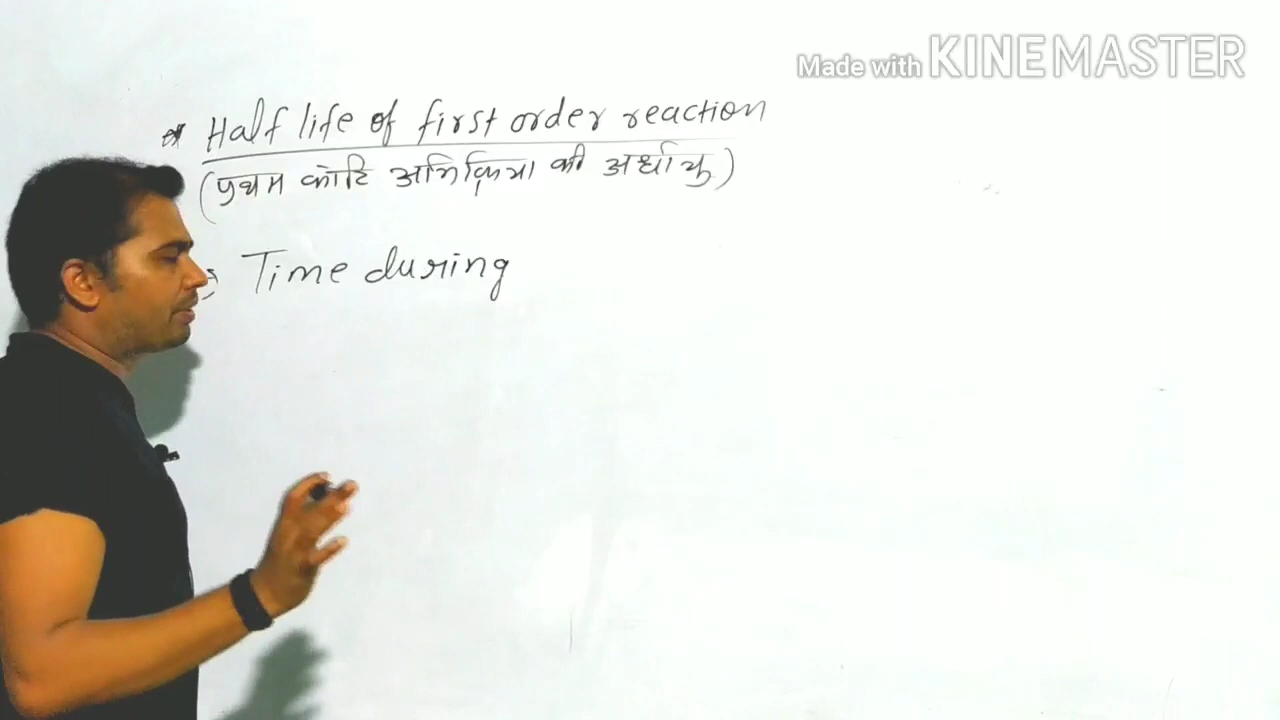 Made with KINEMASTER
Half life of first order reaction
(प्रथम कोटि अभिक्रिया की अर्धायु)
Time during